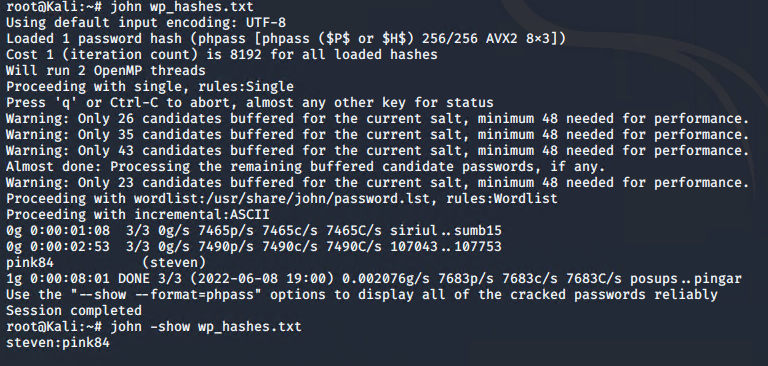 root@Kali:~# john wp_hashes.txt
Using default input encoding: UTF-8
Loaded 1 password hash (phpass [phpass ($P$ or $H$) 256/256 AVX2 8×3])
Cost 1 (iteration count) is 8192 for all loaded hashes
Will run 2 OpenMP threads
Proceeding with single, rules:Single
Press 'q' or Ctrl-C to abort, almost any other key for status
Warning: Only 26 candidates buffered for the current salt, minimum 48 needed for performance.
Warning: Only 35 candidates buffered for the current salt, minimum 48 needed for performance.
Warning: Only 43 candidates buffered for the current salt, minimum 48 needed for performance.
Almost done: Processing the remaining buffered candidate passwords, if any.
Warning: Only 23 candidates buffered for the current salt, minimum 48 needed for performance.
Proceeding with wordlist:/usr/share/john/password.lst, rules:Wordlist
Proceeding with incremental:ASCII
0g 0:00:01:08  3/3 0g/s 7465p/s 7465c/s 7465C/s siriul..sumb15
0g 0:00:02:53  3/3 0g/s 7490p/s 7490c/s 7490C/s 107043..107753
pink84           (steven)
1g 0:00:08:01 DONE 3/3 (2022-06-08 19:00) 0.002076g/s 7683p/s 7683c/s 7683C/s posups..pingar
Use the "--show --format=phpass" options to display all of the cracked passwords reliably
Session completed
root@Kali:~# john -show wp_hashes.txt
steven:pink84